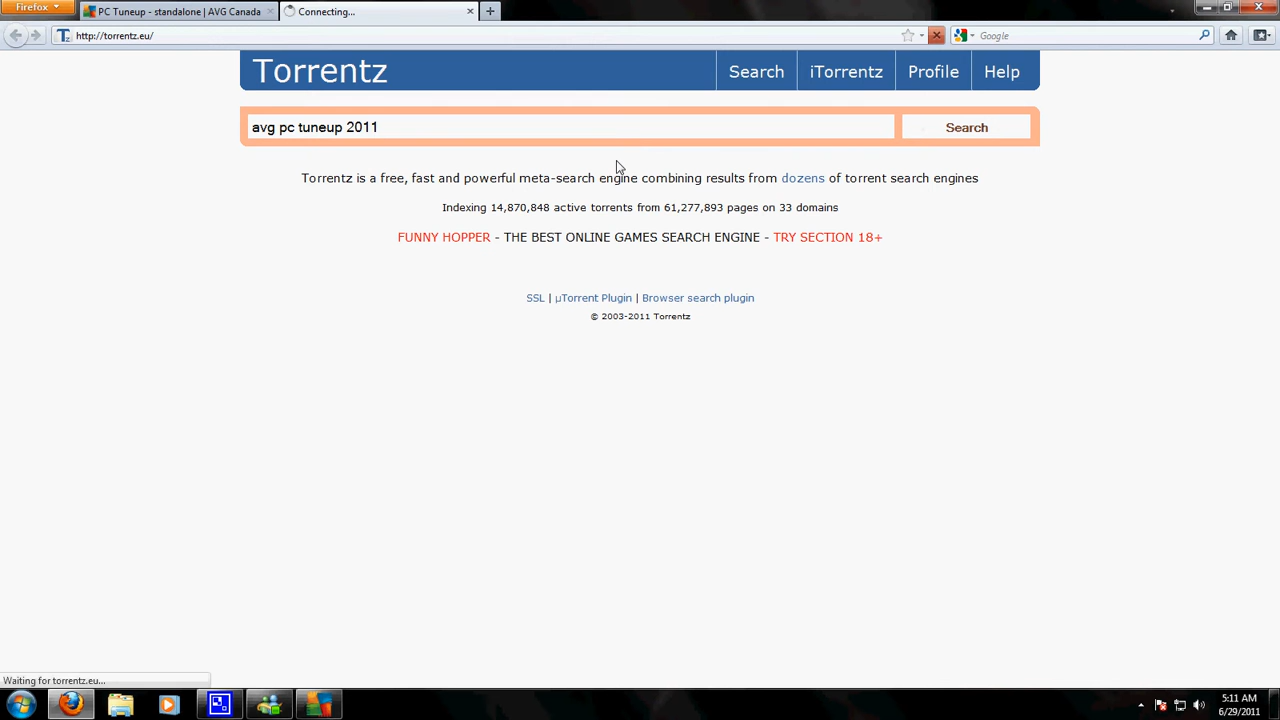 Firefox
PC Tuneup - standalone | AVG Canada
Connecting...
http://torrentz.eu/
Google
Torrentz
Search
iTorrentz
Profile
Help
avg pc tuneup 2011
Search
Torrentz is a free, fast and powerful meta-search engine combining results from dozens of torrent search engines
Indexing 14,870,848 active torrents from 61,277,893 pages on 33 domains
FUNNY HOPPER - THE BEST ONLINE GAMES SEARCH ENGINE - TRY SECTION 18+
SSL | µTorrent Plugin | Browser search plugin
© 2003-2011 Torrentz
Waiting for torrentz.eu...
5:11 AM
6/29/2011